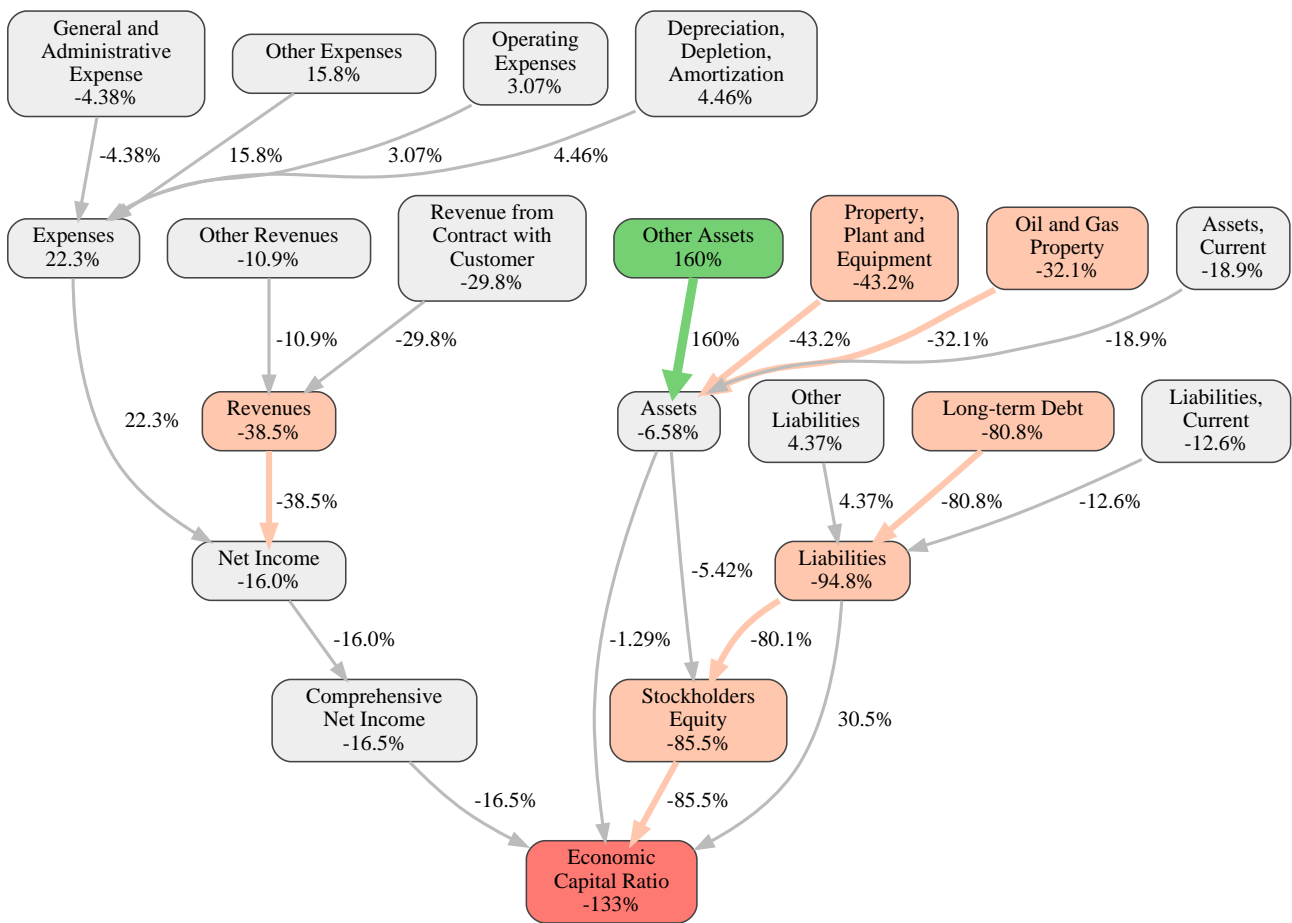 General and
Administrative
Expense
-4.38%
Other Expenses
15.8%
Operating
Expenses
3.07%
Depreciation,
Depletion,
Amortization
4.46%
-4.38%
15.8%
3.07%
4.46%
Expenses
22.3%
Other Revenues
-10.9%
Revenue from
Contract with
Customer
-29.8%
Other Assets
160%
Property,
Plant and
Equipment
-43.2%
Oil and Gas
Property
-32.1%
Assets,
Current
-18.9%
-10.9%
-29.8%
160%
-43.2%
-32.1%
-18.9%
22.3%
Revenues
-38.5%
Assets
-6.58%
Other
Liabilities
4.37%
Long-term Debt
-80.8%
Liabilities,
Current
-12.6%
-38.5%
4.37%
-80.8%
-12.6%
Net Income
-16.0%
-5.42%
Liabilities
-94.8%
-16.0%
-1.29%
-80.1%
30.5%
Comprehensive
Net Income
-16.5%
Stockholders
Equity
-85.5%
-16.5%
-85.5%
Economic
Capital Ratio
-133%